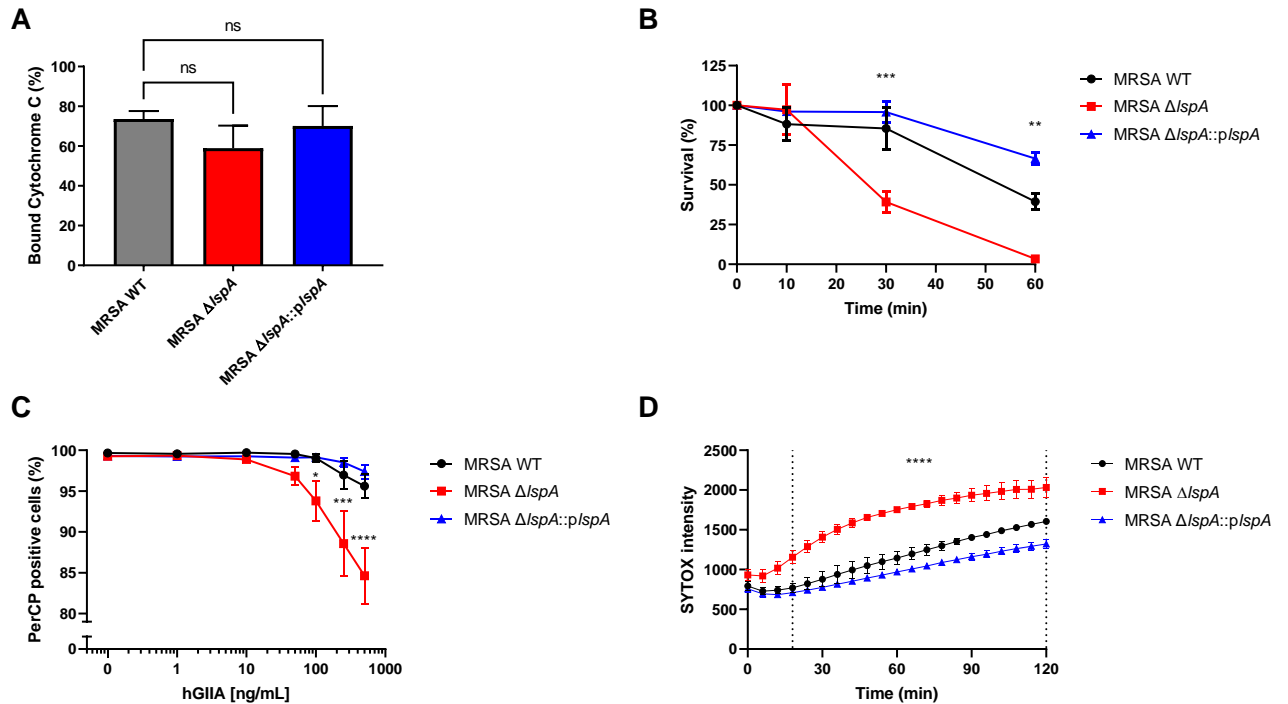 A
ns
ns
100
80
60
40
20
0
Bound Cytochrome C (%)
MRSA WT
MRSA ΔlspA
MRSA ΔlspA::plspA
B
125
100
75
50
25
0
Survival (%)
***
**
0 10 20 30 40 50 60
Time (min)
MRSA WT
MRSA ΔlspA
MRSA ΔlspA::plspA
C
100
95
90
85
80
0
PerCP positive cells (%)
*
***
****
0 1 10 100 1000
hGIIA [ng/mL]
MRSA WT
MRSA ΔlspA
MRSA ΔlspA::plspA
D
2500
2000
1500
1000
500
0
SYTOX intensity
****
0 30 60 90 120
Time (min)
MRSA WT
MRSA ΔlspA
MRSA ΔlspA::plspA